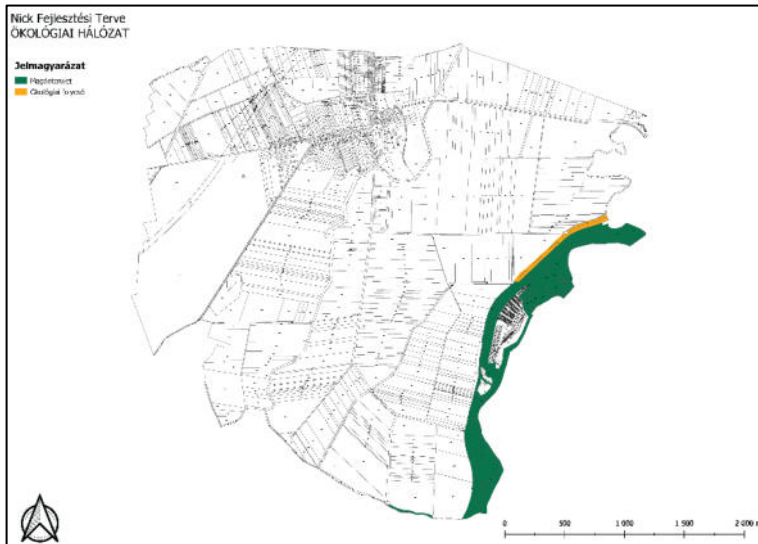 Nick Fejlesztési Terve
ÖKOLÓGIAI HÁLÓZAT
Jelmagyarázat
Magterület
Ökológiai folyosó
0 500 1 000 1 500 2 000 m